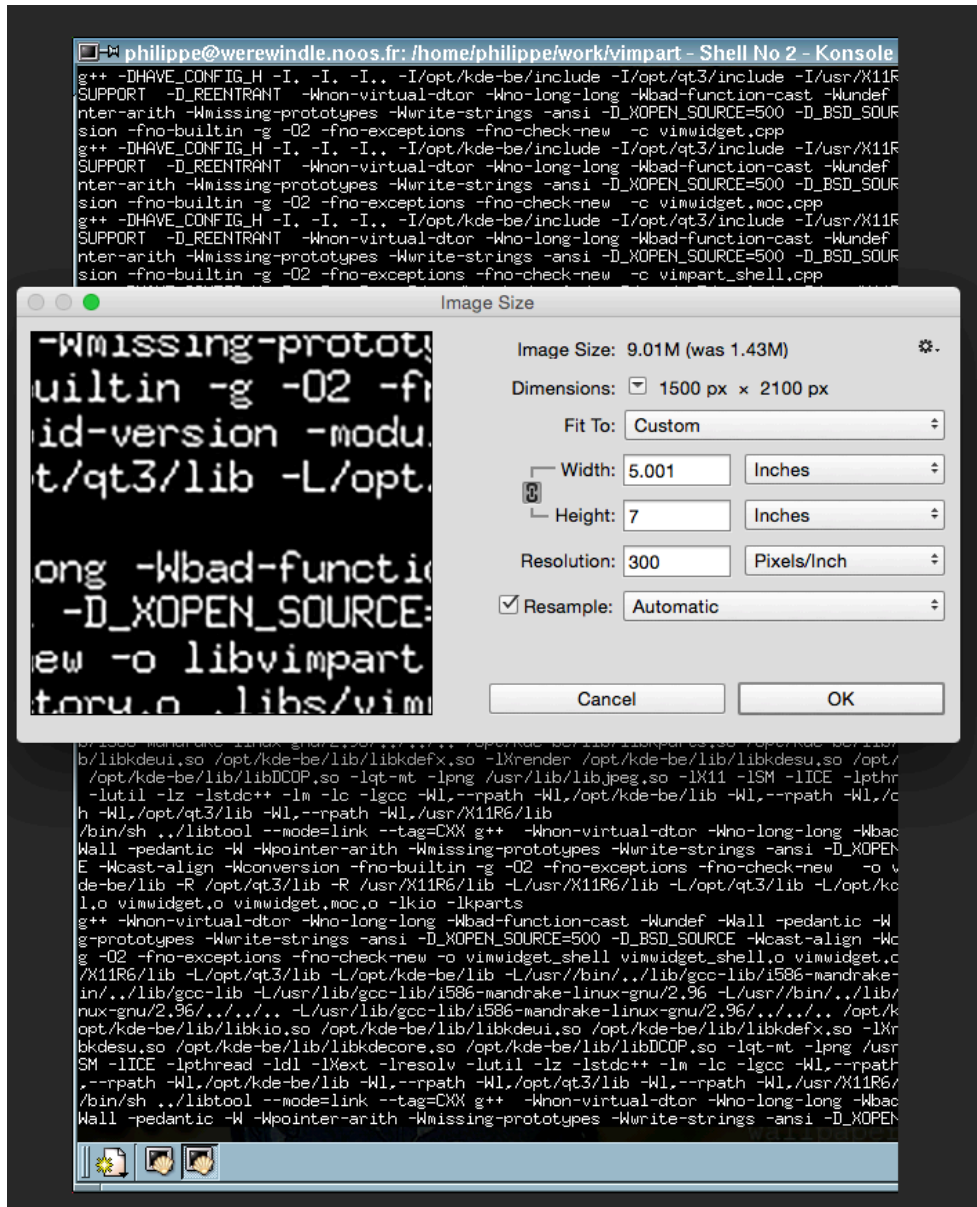 philippe@werewindle.noos.fr: /home/philippe/work/vimpart - Shell No 2 - Konsole
g++ -DHAVE_CONFIG_H -I. -I. -I.. -I/opt/kde-be/include -I/opt/qt3/include -I/usr/X11R
SUPPORT -D_REENTRANT -Wnon-virtual-dtor -Wno-long-long -Wbad-function-cast -Wundef
nter-arith -Wmissing-prototypes -Wwrite-strings -ansi -D_XOPEN_SOURCE=500 -D_BSD_SOUR
sion -fno-builtin -g -O2 -fno-exceptions -fno-check-new -c vimwidget.cpp
g++ -DHAVE_CONFIG_H -I. -I. -I.. -I/opt/kde-be/include -I/opt/qt3/include -I/usr/X11R
SUPPORT -D_REENTRANT -Wnon-virtual-dtor -Wno-long-long -Wbad-function-cast -Wundef
nter-arith -Wmissing-prototypes -Wwrite-strings -ansi -D_XOPEN_SOURCE=500 -D_BSD_SOUR
sion -fno-builtin -g -O2 -fno-exceptions -fno-check-new -c vimwidget.moc.cpp
g++ -DHAVE_CONFIG_H -I. -I. -I.. -I/opt/kde-be/include -I/opt/qt3/include -I/usr/X11R
SUPPORT -D_REENTRANT -Wnon-virtual-dtor -Wno-long-long -Wbad-function-cast -Wundef
nter-arith -Wmissing-prototypes -Wwrite-strings -ansi -D_XOPEN_SOURCE=500 -D_BSD_SOUR
sion -fno-builtin -g -O2 -fno-exceptions -fno-check-new -c vimpart_shell.cpp
Image Size
-Wmissing-protot
uiltin -g -O2 -f
id-version -modu
t/qt3/lib -L/opt
ong -Wbad-functi
-D_XOPEN_SOURCE=
ew -o libvimpart
tory.o .libs/vim
Image Size: 9.01M (was 1.43M)
Dimensions: 1500 px × 2100 px
Fit To: Custom
Width: 5.001 Inches
Height: 7 Inches
Resolution: 300 Pixels/Inch
Resample: Automatic
Cancel OK
b/libkdeui.so /opt/kde-be/lib/libkdefx.so -lXrender /opt/kde-be/lib/libkdesu.so /opt/
/opt/kde-be/lib/libDCOP.so -lqt-mt -lpng /usr/lib/libjpeg.so -lX11 -lSM -lICE -lpthr
-lutil -lz -lstdc++ -lm -lc -lgcc -Wl,--rpath -Wl,/opt/kde-be/lib -Wl,--rpath -Wl,/o
h -Wl,/opt/qt3/lib -Wl,--rpath -Wl,/usr/X11R6/lib
/bin/sh ../libtool --mode=link --tag=CXX g++ -Wnon-virtual-dtor -Wno-long-long -Wbad
Wall -pedantic -W -Wpointer-arith -Wmissing-prototypes -Wwrite-strings -ansi -D_XOPEN
E -Wcast-align -Wconversion -fno-builtin -g -O2 -fno-exceptions -fno-check-new -o v
de-be/lib -R /opt/qt3/lib -R /usr/X11R6/lib -L/usr/X11R6/lib -L/opt/qt3/lib -L/opt/kd
l.o vimwidget.o vimwidget.moc.o -lkio -lkparts
g++ -Wnon-virtual-dtor -Wno-long-long -Wbad-function-cast -Wundef -Wall -pedantic -W
g-prototypes -Wwrite-strings -ansi -D_XOPEN_SOURCE=500 -D_BSD_SOURCE -Wcast-align -Wc
g -O2 -fno-exceptions -fno-check-new -o vimwidget_shell vimwidget_shell.o vimwidget.o
/X11R6/lib -L/opt/qt3/lib -L/opt/kde-be/lib -L/usr//bin/../lib/gcc-lib/i586-mandrake-
in/../lib/gcc-lib -L/usr/lib/gcc-lib/i586-mandrake-linux-gnu/2.96 -L/usr//bin/../lib/
nux-gnu/2.96/../../.. -L/usr/lib/gcc-lib/i586-mandrake-linux-gnu/2.96/../../.. /opt/k
opt/kde-be/lib/libkio.so /opt/kde-be/lib/libkdeui.so /opt/kde-be/lib/libkdefx.so -lXr
bkdesu.so /opt/kde-be/lib/libkdecore.so /opt/kde-be/lib/libDCOP.so -lqt-mt -lpng /usr
SM -lICE -lpthread -ldl -lXext -lresolv -lutil -lz -lstdc++ -lm -lc -lgcc -Wl,--rpath
,--rpath -Wl,/opt/kde-be/lib -Wl,--rpath -Wl,/opt/qt3/lib -Wl,--rpath -Wl,/usr/X11R6/
/bin/sh ../libtool --mode=link --tag=CXX g++ -Wnon-virtual-dtor -Wno-long-long -Wbad
Wall -pedantic -W -Wpointer-arith -Wmissing-prototypes -Wwrite-strings -ansi -D_XOPEN
wallpaper